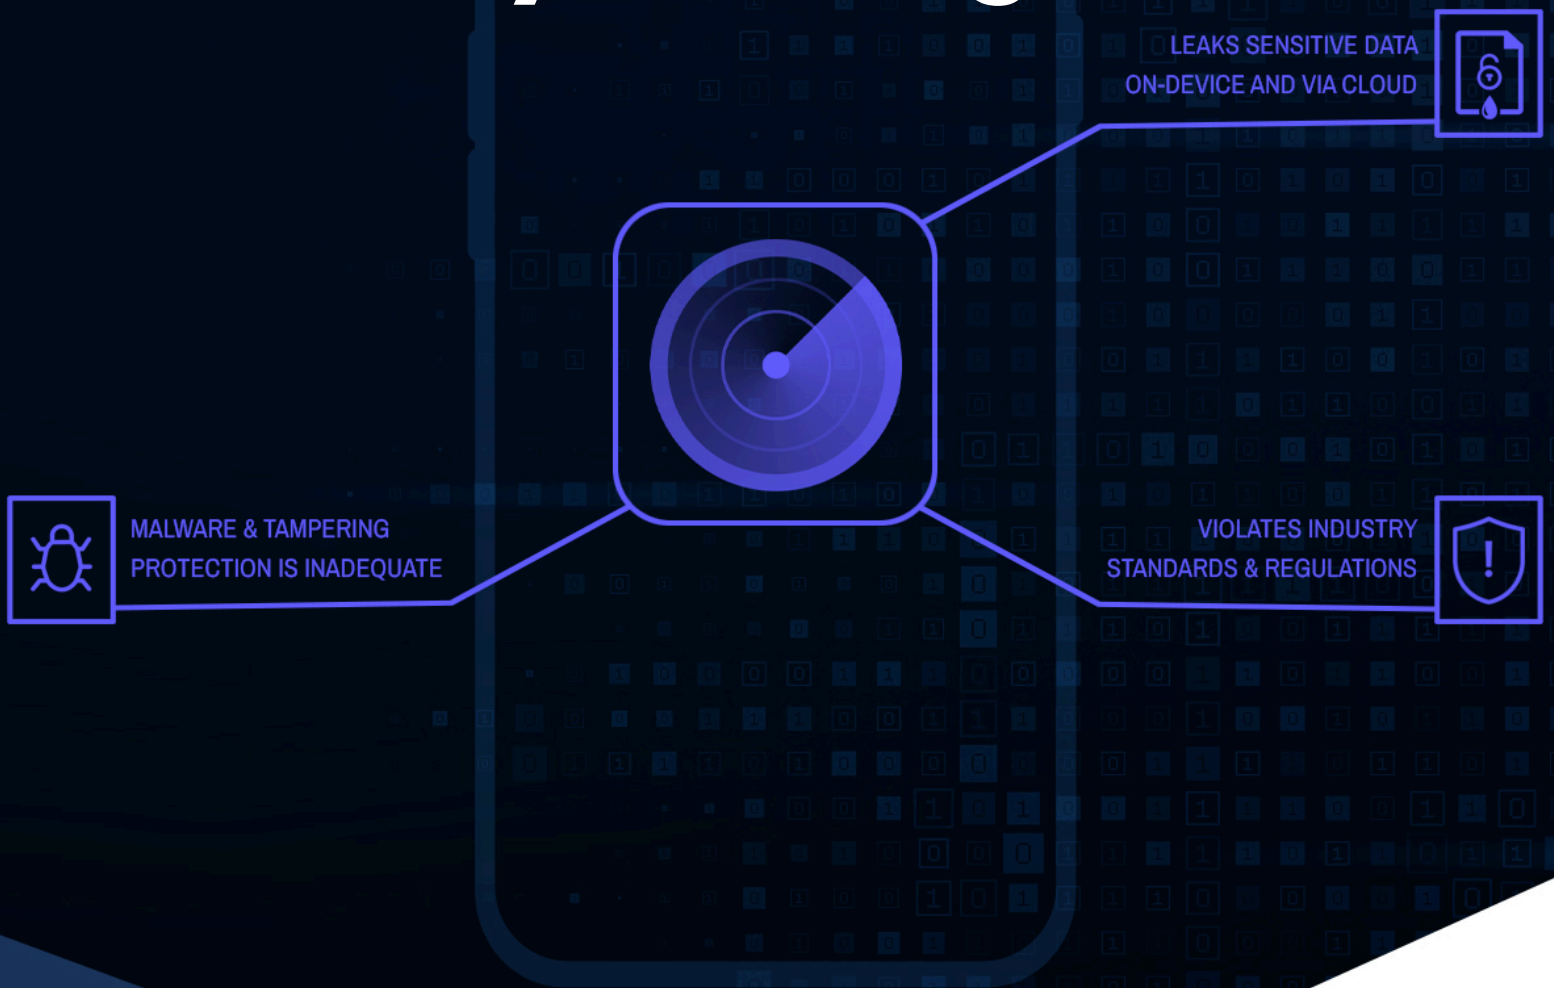 LEAKS SENSITIVE DATA
ON-DEVICE AND VIA CLOUD
MALWARE & TAMPERING
PROTECTION IS INADEQUATE
VIOLATES INDUSTRY
STANDARDS & REGULATIONS